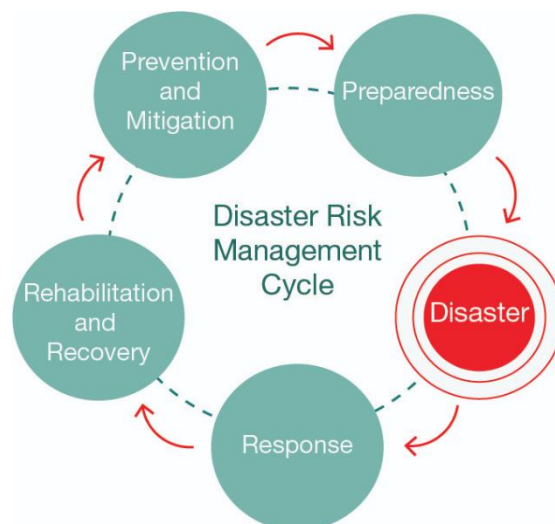 Prevention
and
Mitigation
Preparedness
Disaster Risk
Management
Cycle
Disaster
Response
Rehabilitation
and
Recovery